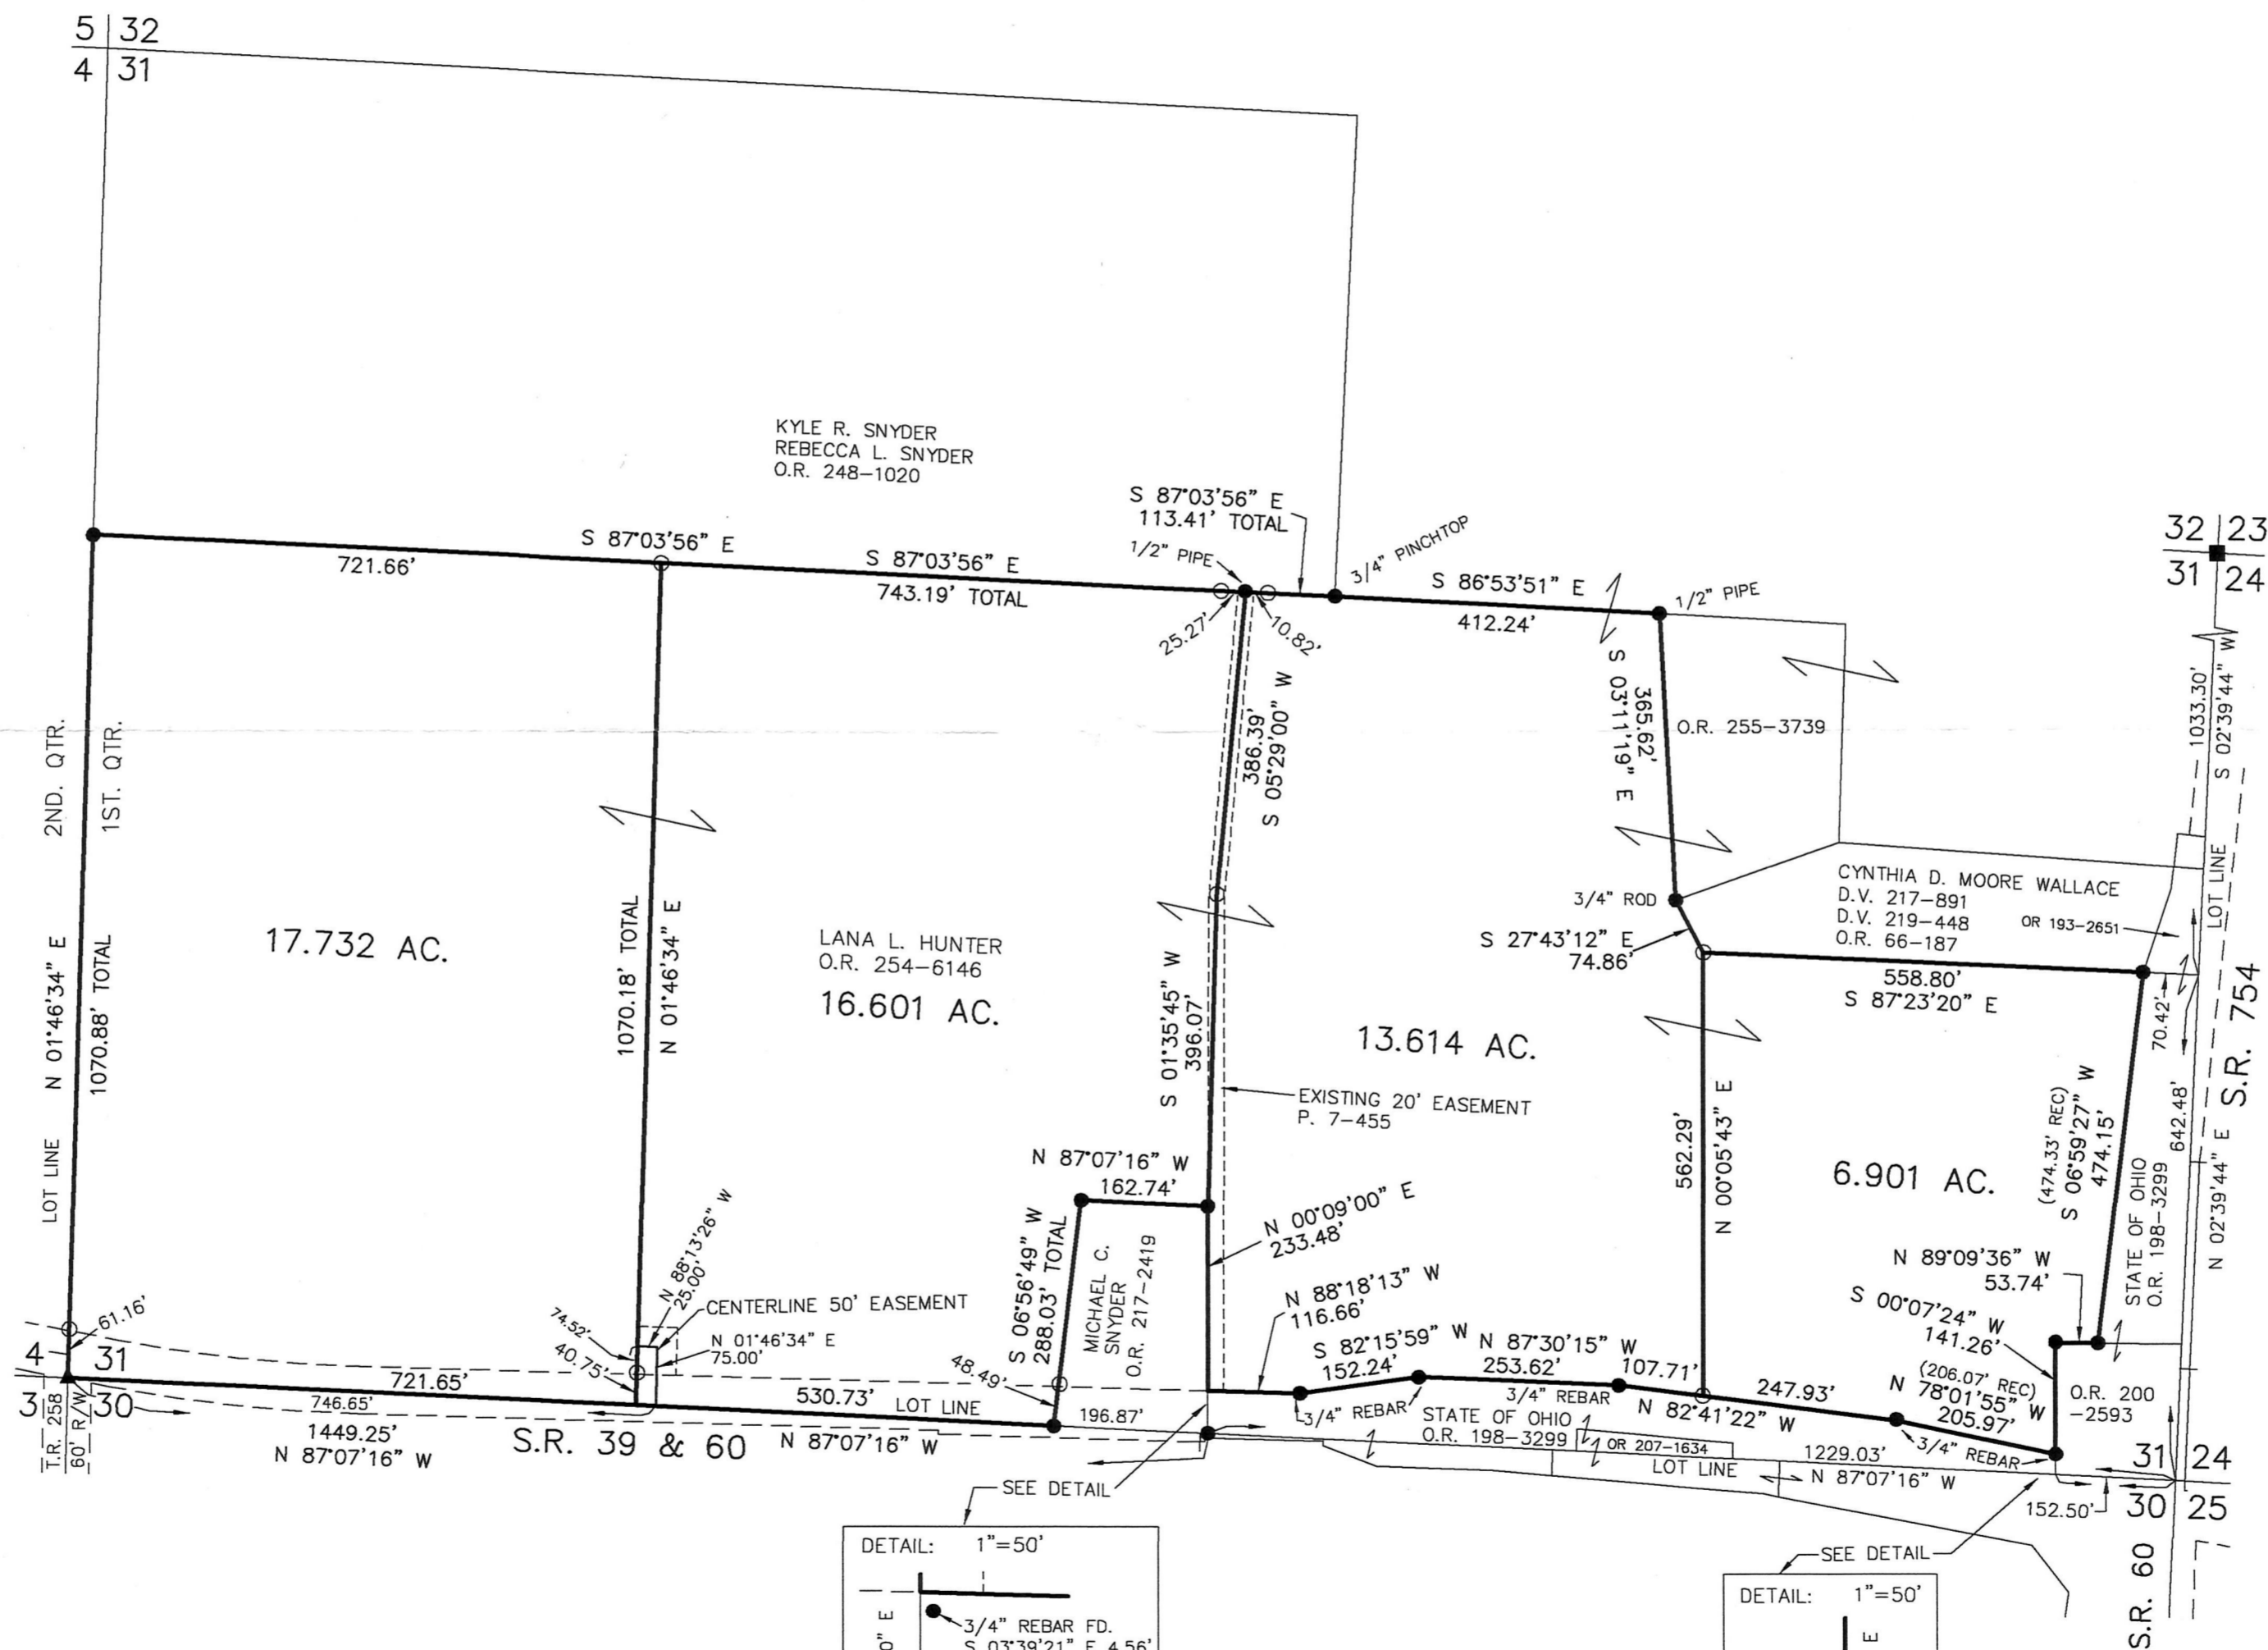 5 32
4 31
KYLE R. SNYDER
REBECCA L. SNYDER
O.R. 248-1020
S 87°03'56" E
113.41' TOTAL
1/2" PIPE
3/4" PINCHTOP
S 87°03'56" E
721.66'
S 87°03'56" E
743.19' TOTAL
25.27'
10.82'
S 86°53'51" E
412.24'
1/2" PIPE
32 23
31 24
1033.30'
S 02°39'44" W
2ND. QTR.
1ST. QTR.
LOT LINE N 01°46'34" E
1070.88' TOTAL
17.732 AC.
1070.18' TOTAL
N 01°46'34" E
LANA L. HUNTER
O.R. 254-6146
16.601 AC.
386.39'
S 05°29'00" W
S 01°35'45" W
396.07'
365.62'
S 03°11'19" E
O.R. 255-3739
3/4" ROD
S 27°43'12" E
74.86'
CYNTHIA D. MOORE WALLACE
D.V. 217-891
D.V. 219-448
O.R. 66-187
OR 193-2651
LOT LINE
558.80'
S 87°23'20" E
70.42'
S.R. 754
13.614 AC.
EXISTING 20' EASEMENT
P. 7-455
562.29'
N 00°05'43" E
6.901 AC.
(474.33' REC)
S 06°59'27" W
474.15'
STATE OF OHIO
O.R. 198-3299
642.48'
N 02°39'44" E
N 87°07'16" W
162.74'
S 06°56'49" W
288.03' TOTAL
MICHAEL C.
SNYDER
O.R. 217-2419
N 00°09'00" E
233.48'
N 88°18'13" W
116.66'
S 82°15'59" W
152.24'
N 87°30'15" W
253.62'
107.71'
247.93'
N 82°41'22" W
3/4" REBAR
3/4" REBAR
N 89°09'36" W
53.74'
S 00°07'24" W
141.26'
(206.07' REC)
N 78°01'55" W
205.97'
3/4" REBAR
O.R. 200
-2593
61.16'
4 31
3 30
T.R. 258
60' R/W
721.65'
746.65'
1449.25'
N 87°07'16" W
74.52'
40.75'
N 88°13'26" W
25.00'
CENTERLINE 50' EASEMENT
N 01°46'34" E
75.00'
48.49'
530.73'
LOT LINE
196.87'
S.R. 39 & 60
N 87°07'16" W
STATE OF OHIO
O.R. 198-3299
OR 207-1634
LOT LINE
1229.03'
N 87°07'16" W
152.50'
31 24
30 25
S.R. 60
SEE DETAIL
DETAIL: 1"=50'
3/4" REBAR FD.
S 03°39'21" E 4.56'
0" E
SEE DETAIL
DETAIL: 1"=50'
E